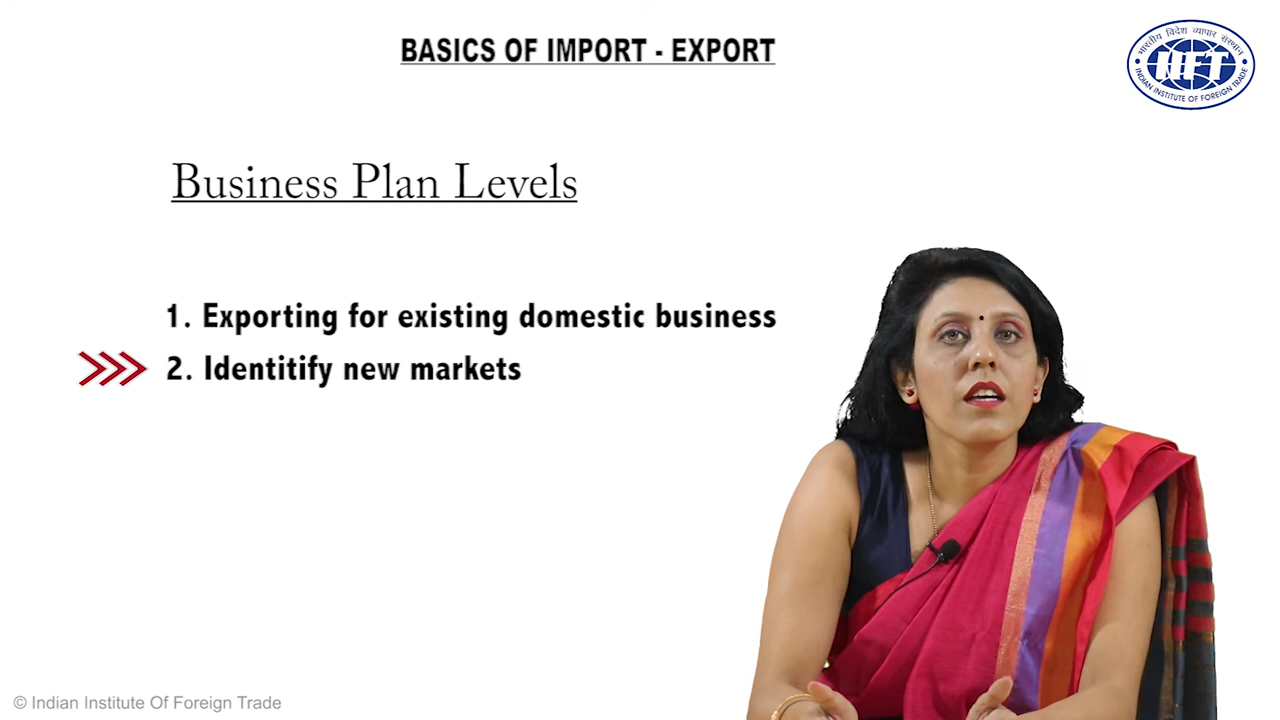 BASICS OF IMPORT - EXPORT
भारतीय विदेश व्यापार संस्थान
IIFT
INDIAN INSTITUTE OF FOREIGN TRADE
Business Plan Levels
1. Exporting for existing domestic business
2. Identitify new markets
© Indian Institute Of Foreign Trade